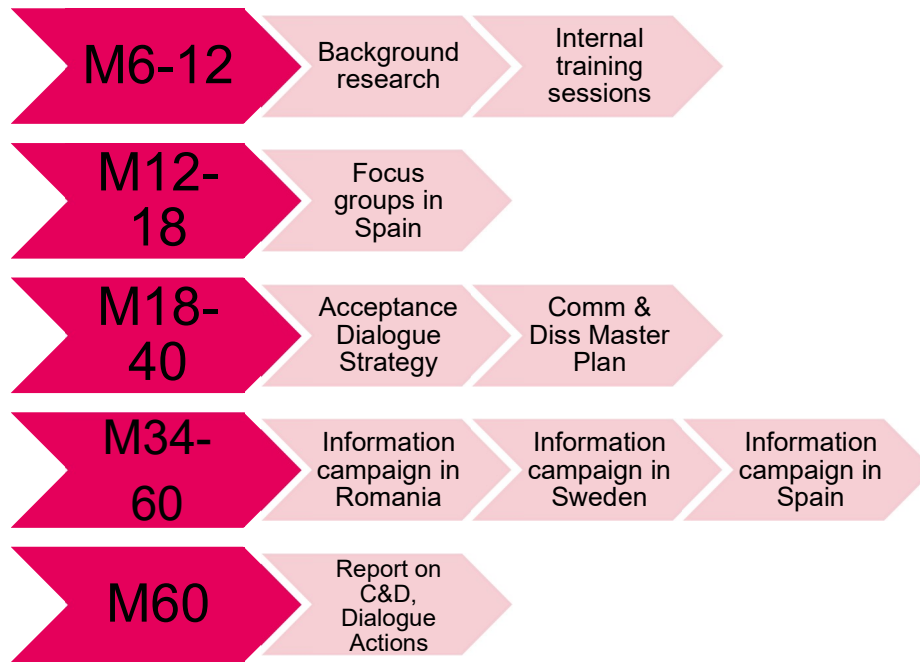 M6-12
Background
research
Internal
training
sessions
M12-
18
Focus
groups in
Spain
M18-
40
Acceptance
Dialogue
Strategy
Comm &
Diss Master
Plan
M34-
60
Information
campaign in
Romania
Information
campaign in
Sweden
Information
campaign in
Spain
M60
Report on
C&D,
Dialogue
Actions